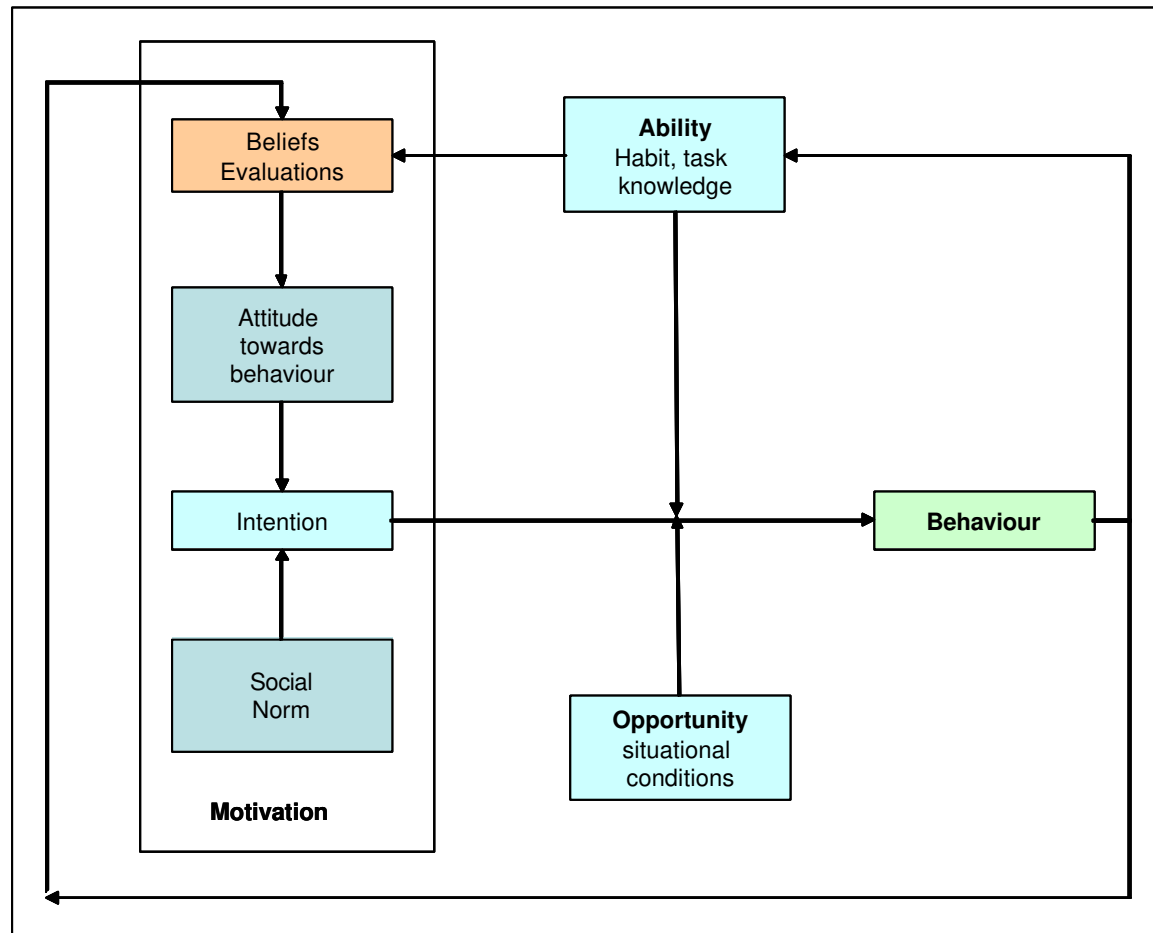 Beliefs
Evaluations
Ability
Habit, task
knowledge
Attitude
towards
behaviour
Intention
Behaviour
Social
Norm
Opportunity
situational
conditions
Motivation